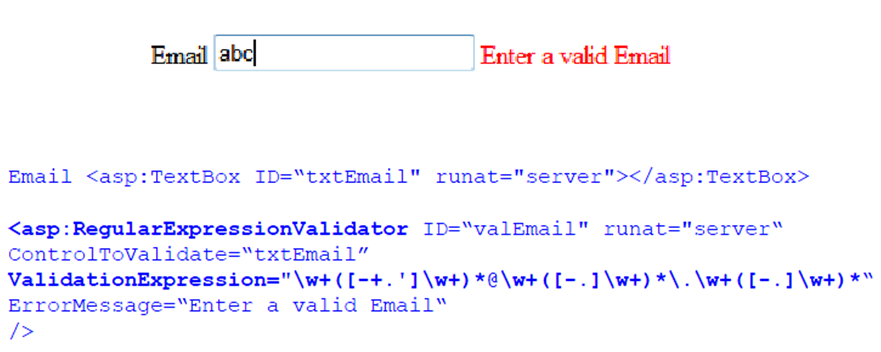 Email abc Enter a valid Email
Email <asp:TextBox ID=“txtEmail" runat="server"></asp:TextBox>
<asp:RegularExpressionValidator ID=“valEmail" runat="server“
ControlToValidate=“txtEmail”
ValidationExpression="\w+([-+.']\w+)*@\w+([-.]\w+)*\.\w+([-.]\w+)*“
ErrorMessage=“Enter a valid Email“
/>